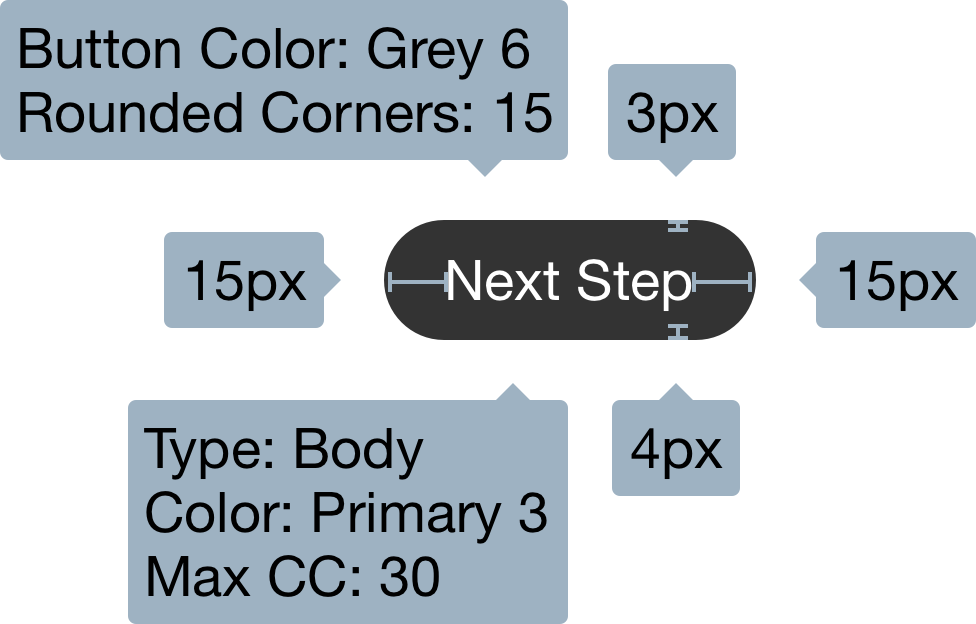 Button Color: Grey 6
Rounded Corners: 15
3px
15px
Next Step
15px
Type: Body
Color: Primary 3
Max CC: 30
4px